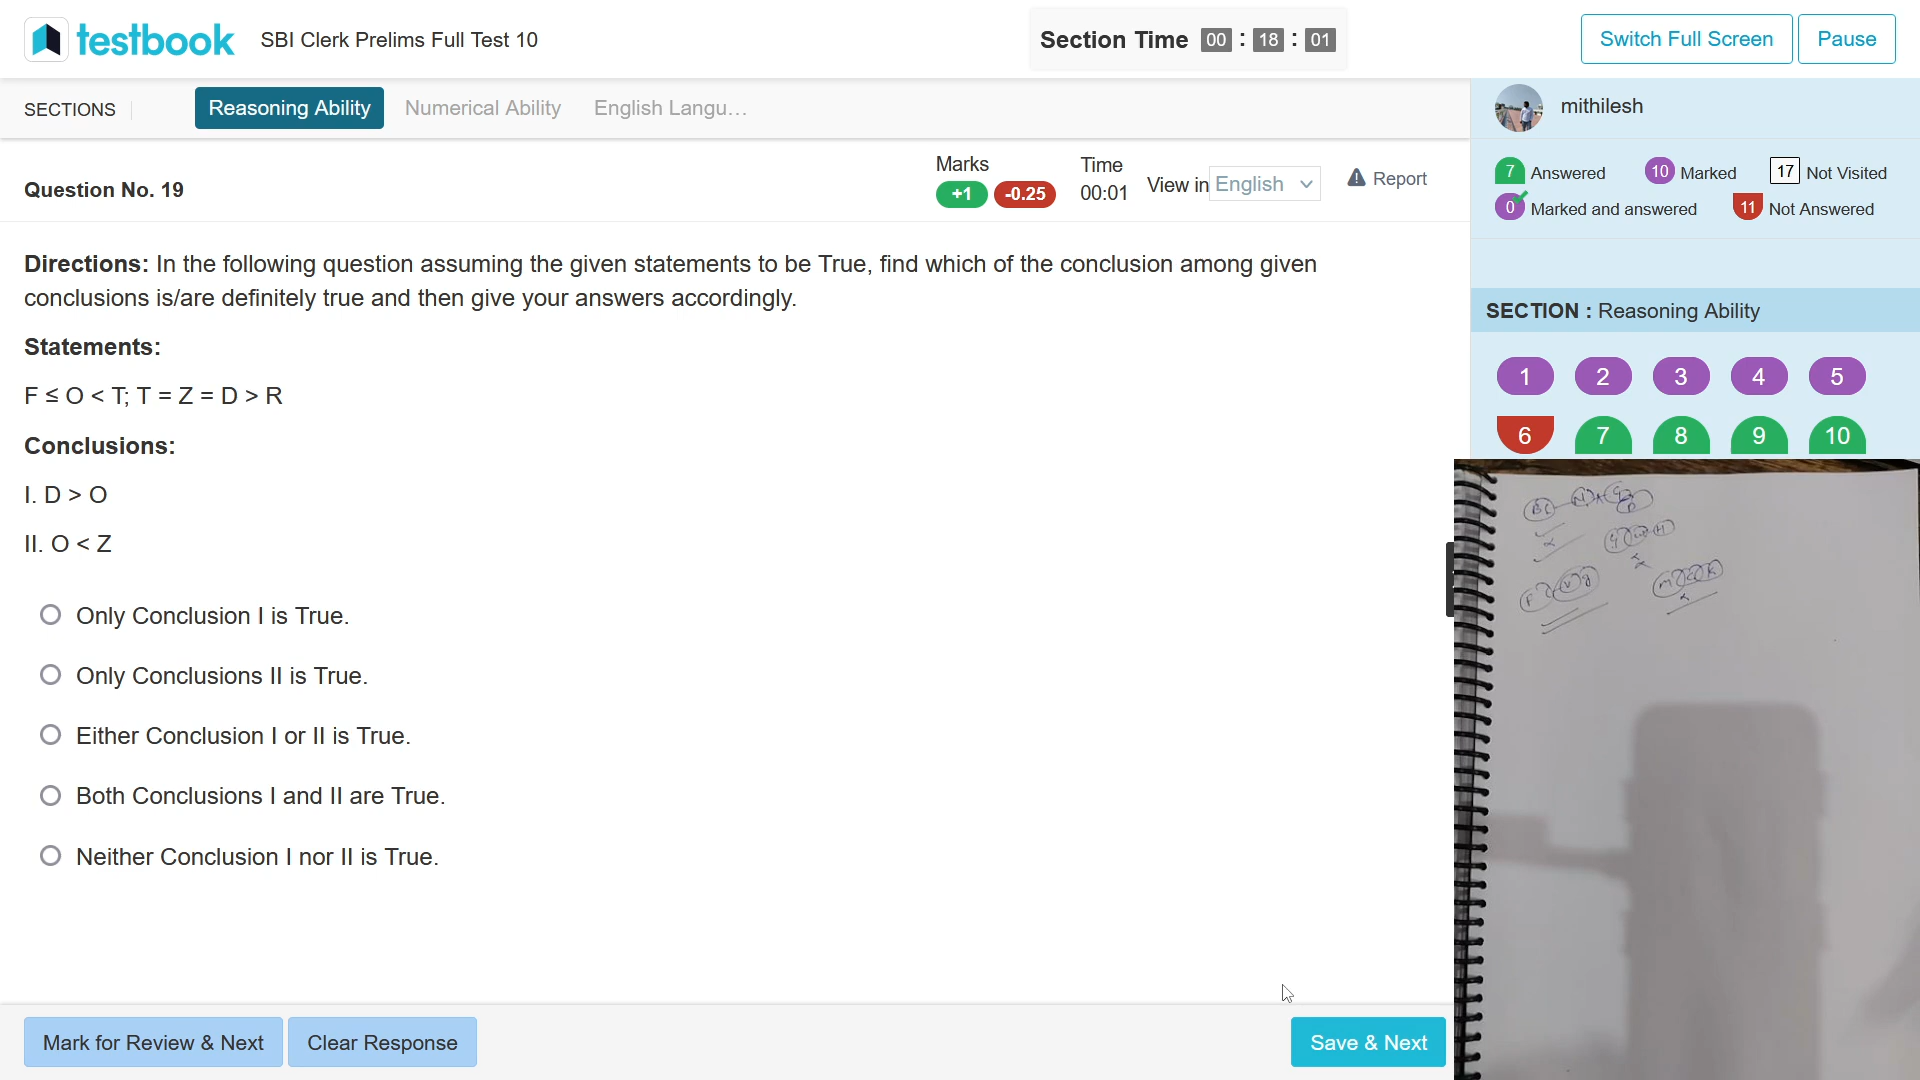 testbook SBI Clerk Prelims Full Test 10 Section Time 00 : 18 : 01 Switch Full Screen Pause
SECTIONS Reasoning Ability Numerical Ability English Langu... mithilesh
Question No. 19 Marks +1 -0.25 Time 00:01 View in English Report
7 Answered 10 Marked 17 Not Visited
0 Marked and answered 11 Not Answered
Directions: In the following question assuming the given statements to be True, find which of the conclusion among given
conclusions is/are definitely true and then give your answers accordingly.
SECTION : Reasoning Ability
Statements:
1 2 3 4 5
F ≤ O < T; T = Z = D > R
6 7 8 9 10
Conclusions:
I. D > O
II. O < Z
Only Conclusion I is True.
Only Conclusions II is True.
Either Conclusion I or II is True.
Both Conclusions I and II are True.
Neither Conclusion I nor II is True.
Mark for Review & Next Clear Response Save & Next